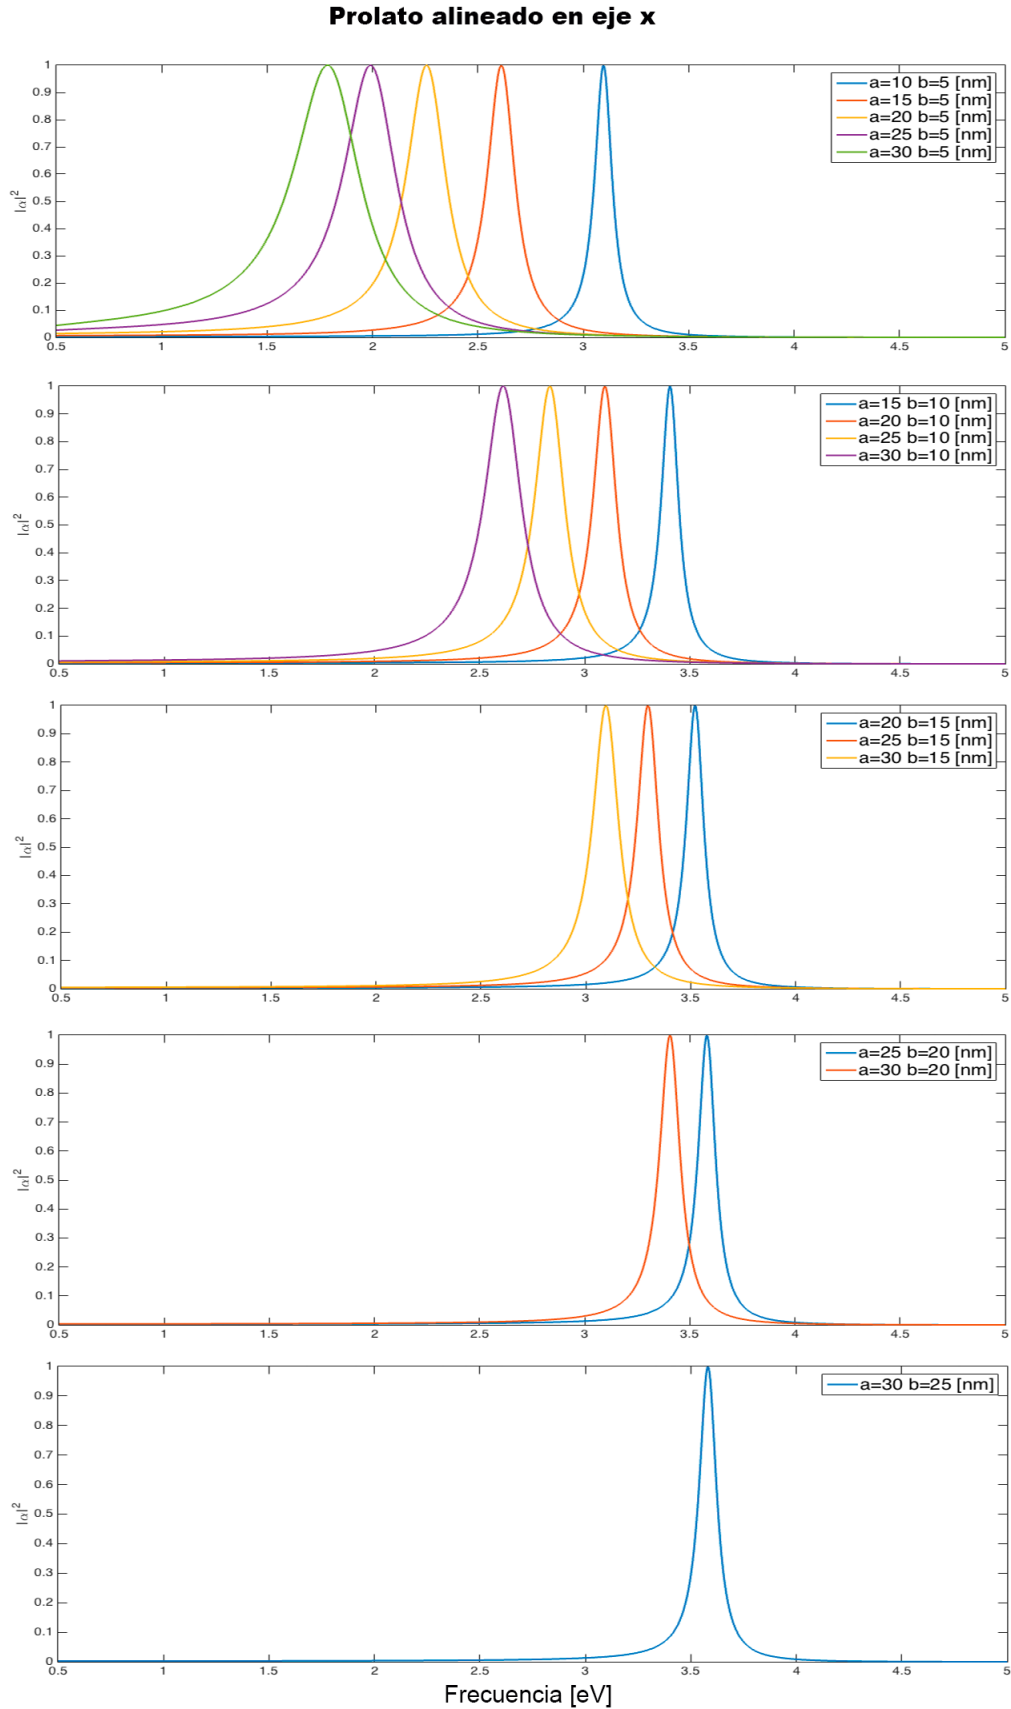 Prolato alineado en eje x
1
0.9
0.8
0.7
0.6
0.5
0.4
0.3
0.2
0.1
0
|α|²
a=10 b=5 [nm]
a=15 b=5 [nm]
a=20 b=5 [nm]
a=25 b=5 [nm]
a=30 b=5 [nm]
0.5 1 1.5 2 2.5 3 3.5 4 4.5 5
1
0.9
0.8
0.7
0.6
0.5
0.4
0.3
0.2
0.1
0
|α|²
a=15 b=10 [nm]
a=20 b=10 [nm]
a=25 b=10 [nm]
a=30 b=10 [nm]
0.5 1 1.5 2 2.5 3 3.5 4 4.5 5
1
0.9
0.8
0.7
0.6
0.5
0.4
0.3
0.2
0.1
0
|α|²
a=20 b=15 [nm]
a=25 b=15 [nm]
a=30 b=15 [nm]
0.5 1 1.5 2 2.5 3 3.5 4 4.5 5
1
0.9
0.8
0.7
0.6
0.5
0.4
0.3
0.2
0.1
0
|α|²
a=25 b=20 [nm]
a=30 b=20 [nm]
0.5 1 1.5 2 2.5 3 3.5 4 4.5 5
1
0.9
0.8
0.7
0.6
0.5
0.4
0.3
0.2
0.1
0
|α|²
a=30 b=25 [nm]
0.5 1 1.5 2 2.5 3 3.5 4 4.5 5
Frecuencia [eV]